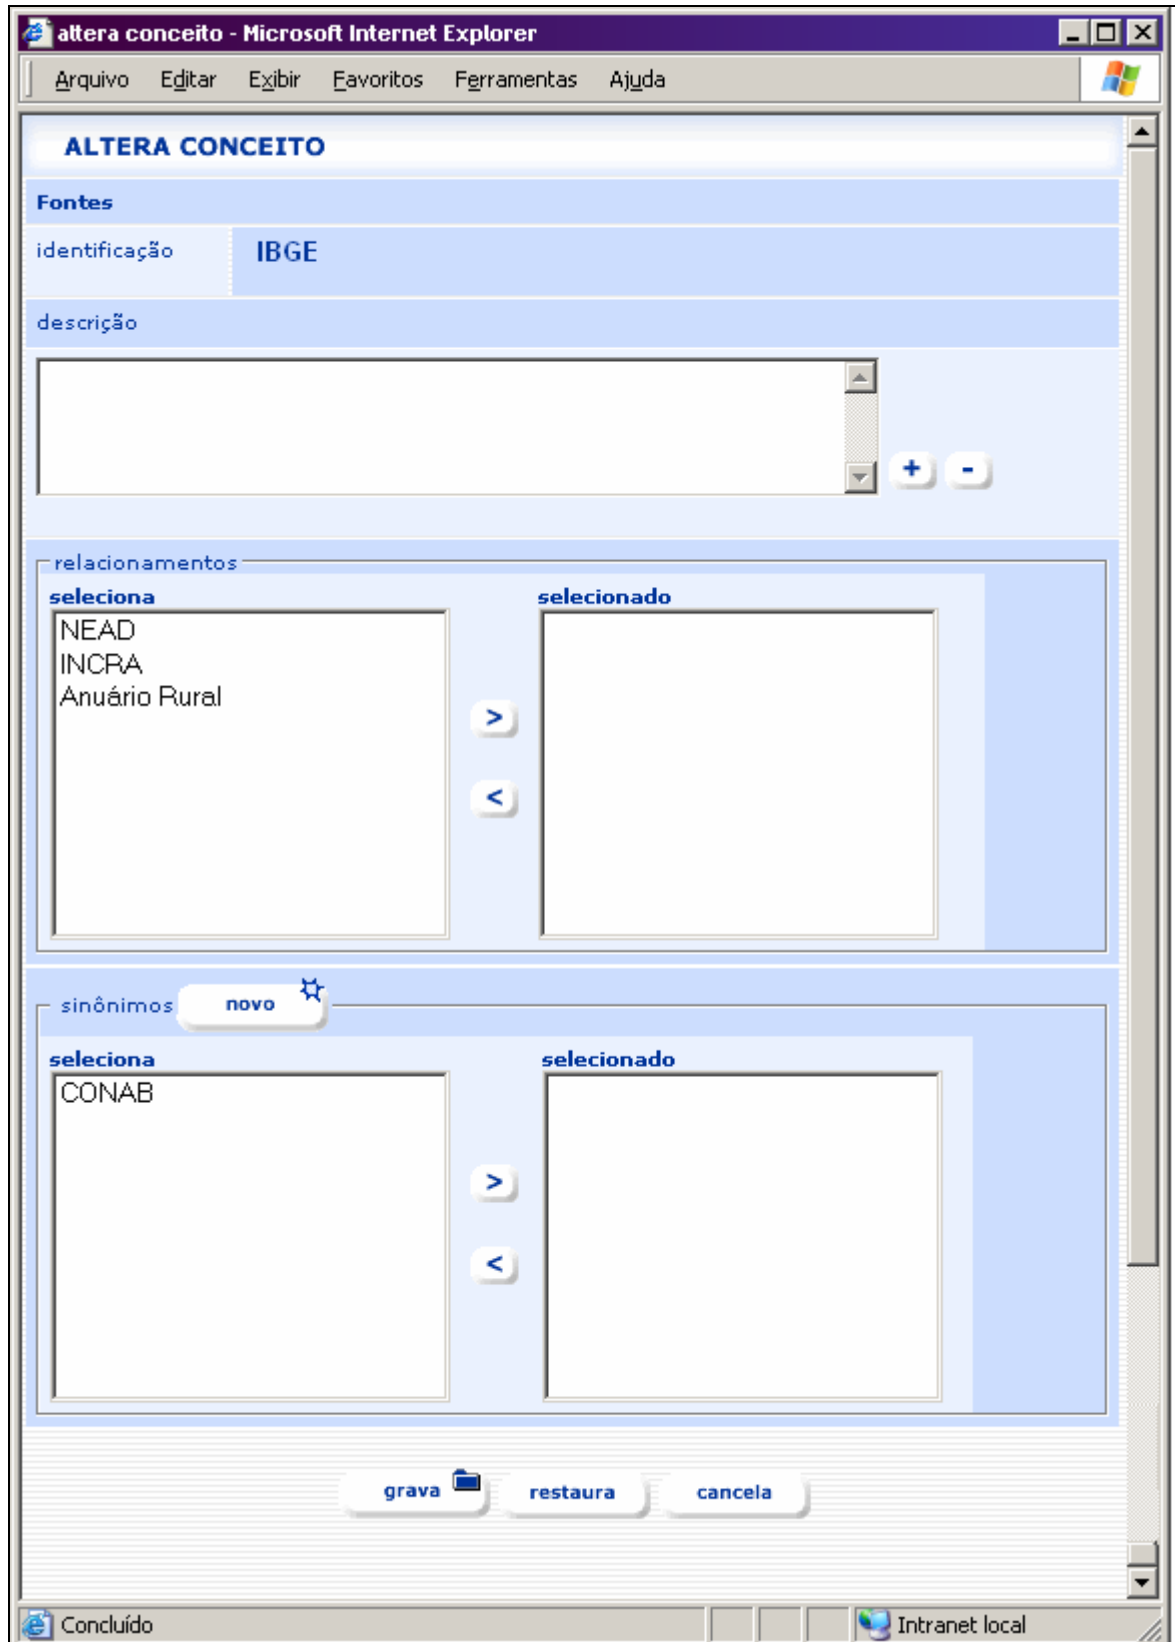 altera conceito - Microsoft Internet Explorer
Arquivo Editar Exibir Favoritos Ferramentas Ajuda
ALTERA CONCEITO
Fontes
identificação IBGE
descrição
+ -
relacionamentos
seleciona selecionado
NEAD
INCRA
Anuário Rural
>
<
sinônimos novo
seleciona selecionado
CONAB
>
<
grava restaura cancela
Concluído Intranet local